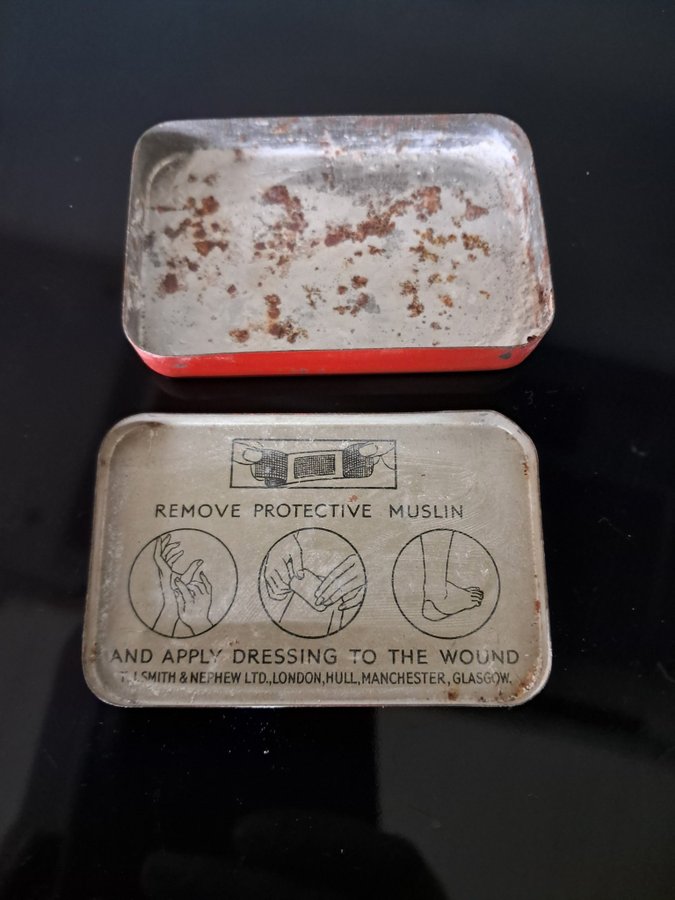 REMOVE PROTECTIVE MUSLIN
AND APPLY DRESSING TO THE WOUND
T.J.SMITH & NEPHEW LTD.,LONDON,HULL,MANCHESTER,GLASGOW.